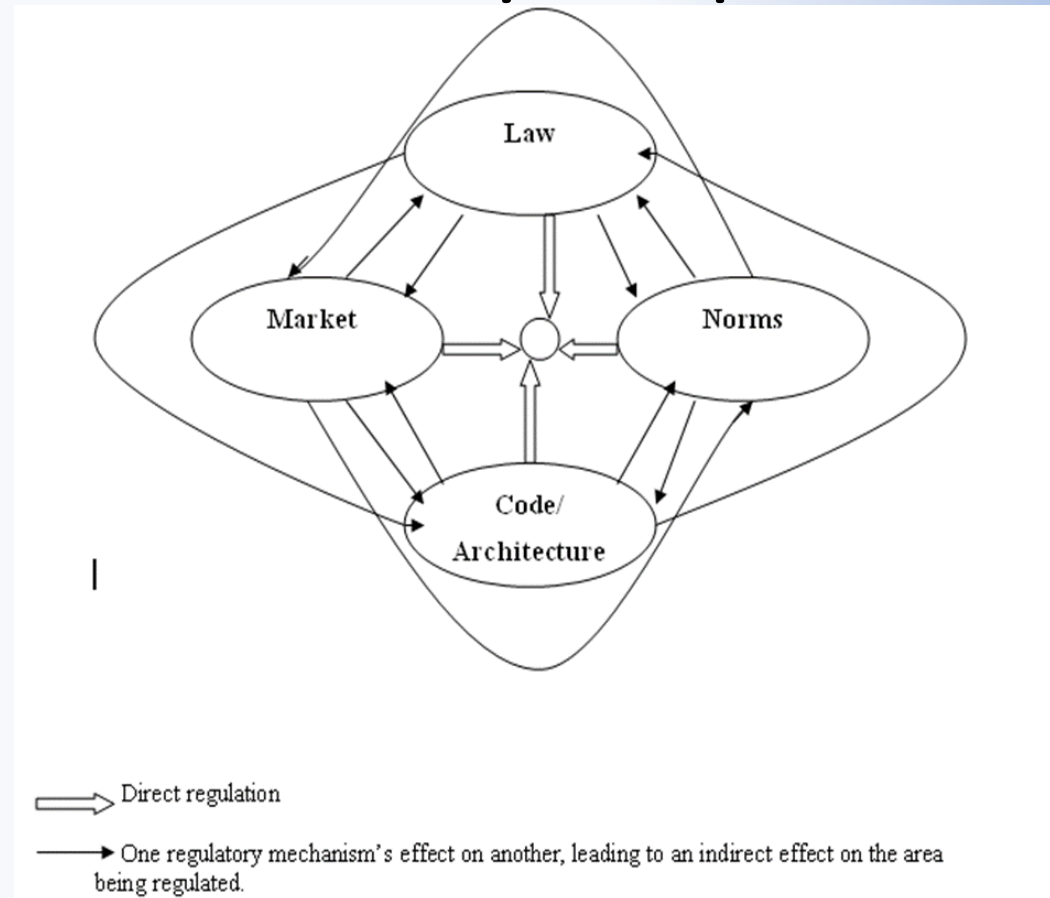 Law
Market
Norms
Code/
Architecture
Direct regulation
One regulatory mechanism's effect on another, leading to an indirect effect on the area
being regulated.